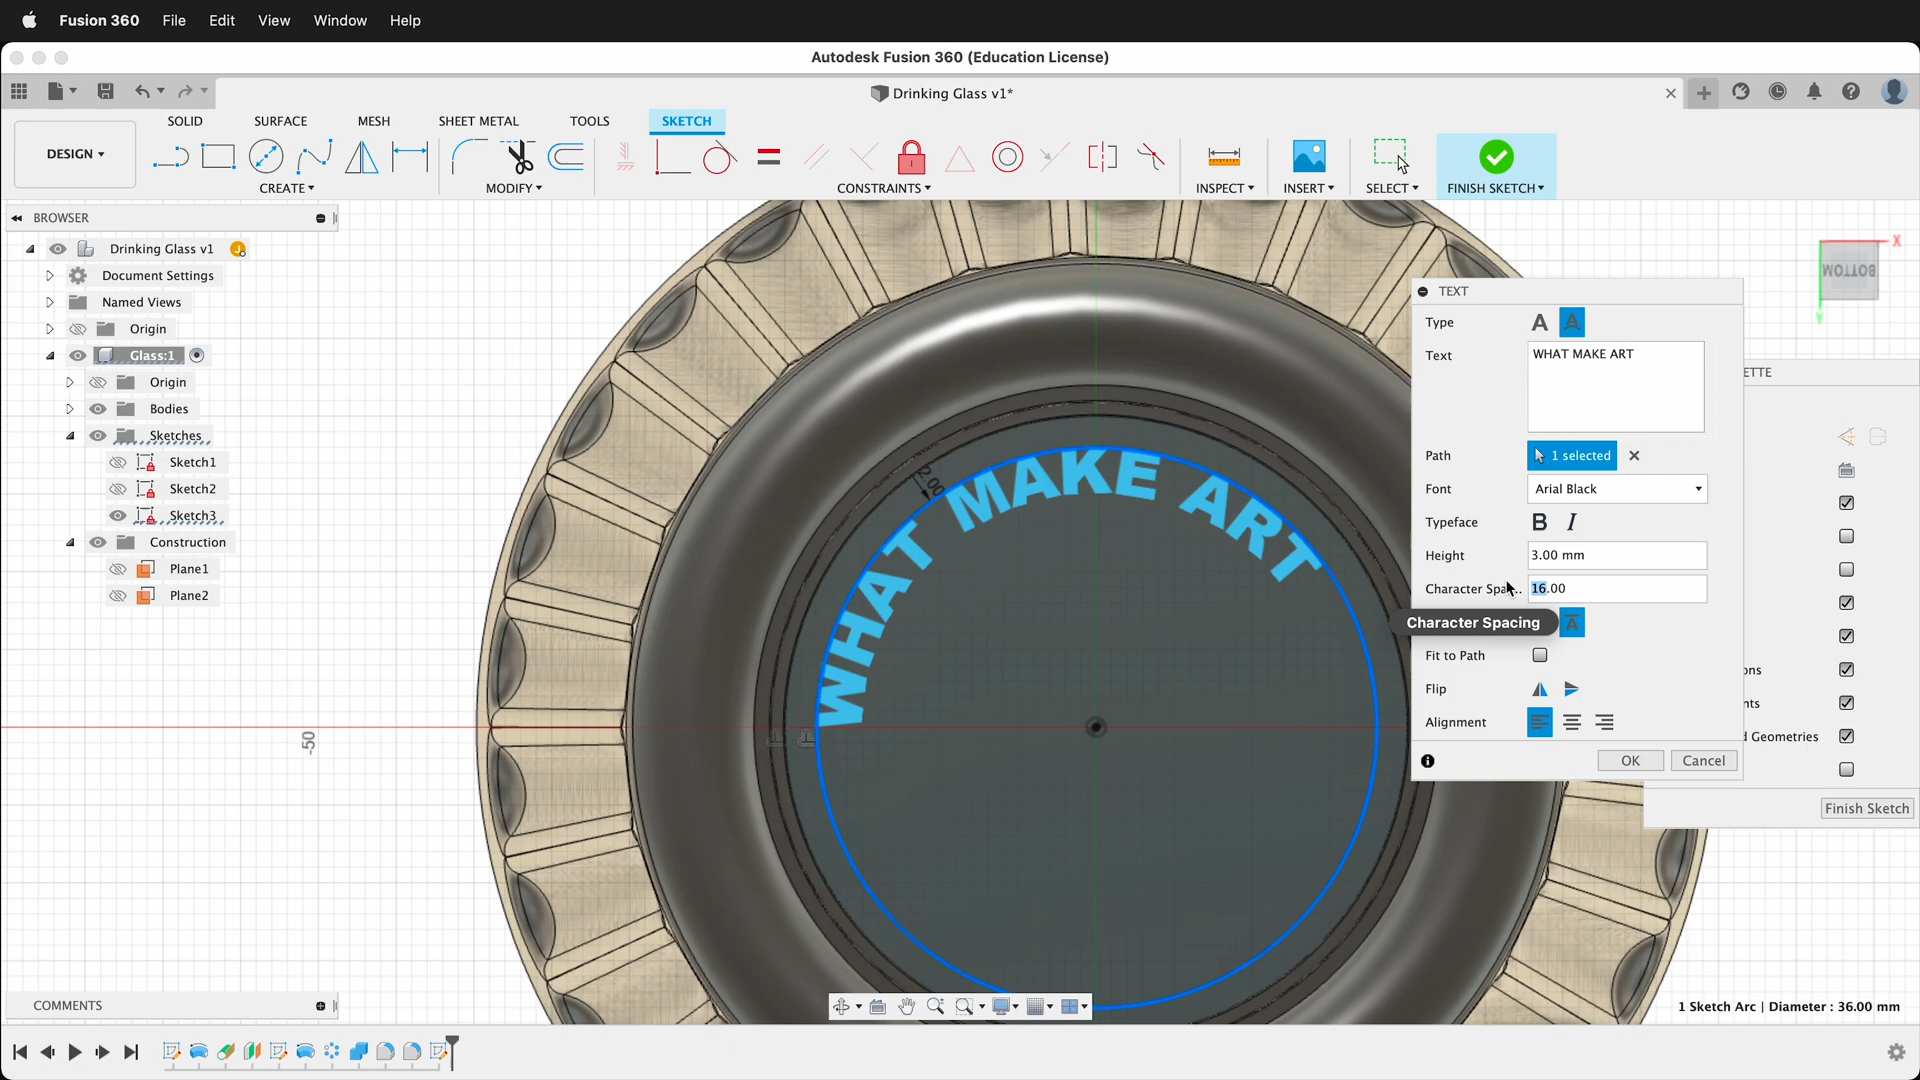 Fusion 360 File Edit View Window Help
Autodesk Fusion 360 (Education License)
Drinking Glass v1*
SOLID SURFACE MESH SHEET METAL TOOLS SKETCH
DESIGN
CREATE MODIFY CONSTRAINTS INSPECT INSERT SELECT FINISH SKETCH
BROWSER
Drinking Glass v1
Document Settings
Named Views
Origin
Glass:1
Origin
Bodies
Sketches
Sketch1
Sketch2
Sketch3
Construction
Plane1
Plane2
-50
2.00
WHAT MAKE ART
X
BOTTOM
Y
TEXT
Type A A
Text WHAT MAKE ART
Path 1 selected
Font Arial Black
Typeface B I
Height 3.00 mm
Character Spa... 16.00
Character Spacing
Fit to Path
Flip
Alignment
OK Cancel
ETTE
ons
nts
d Geometries
Finish Sketch
COMMENTS
1 Sketch Arc | Diameter : 36.00 mm